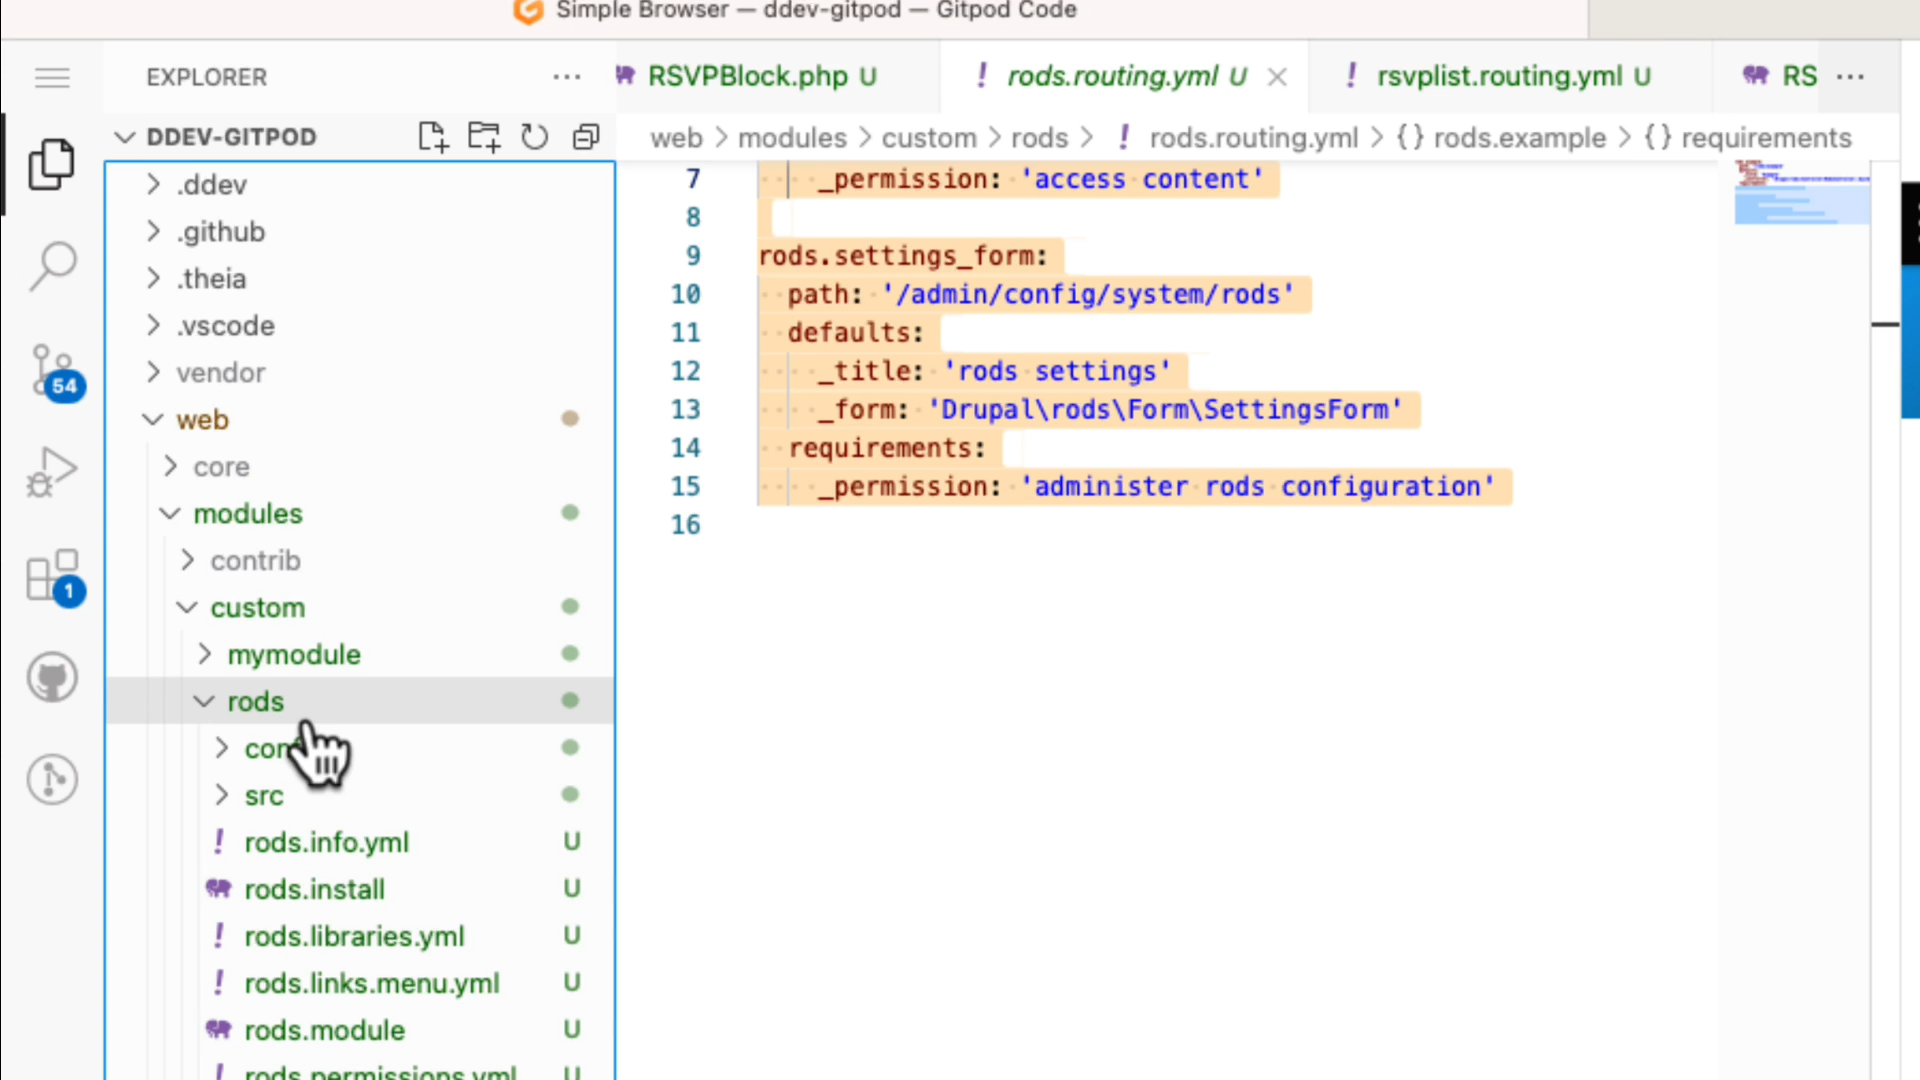 Simple Browser — ddev-gitpod — Gitpod Code
EXPLORER
RSVPBlock.php U
! rods.routing.yml U
! rsvplist.routing.yml U
RS
DDEV-GITPOD
web > modules > custom > rods > ! rods.routing.yml > {} rods.example > {} requirements
.ddev
.github
.theia
.vscode
vendor
web
core
modules
contrib
custom
mymodule
rods
src
! rods.info.yml U
rods.install U
! rods.libraries.yml U
! rods.links.menu.yml U
rods.module U
! rods.permissions.yml U
54
1
7 _permission: 'access content'
8
9 rods.settings_form:
10 path: '/admin/config/system/rods'
11 defaults:
12 _title: 'rods settings'
13 _form: 'Drupal\rods\Form\SettingsForm'
14 requirements:
15 _permission: 'administer rods configuration'
16